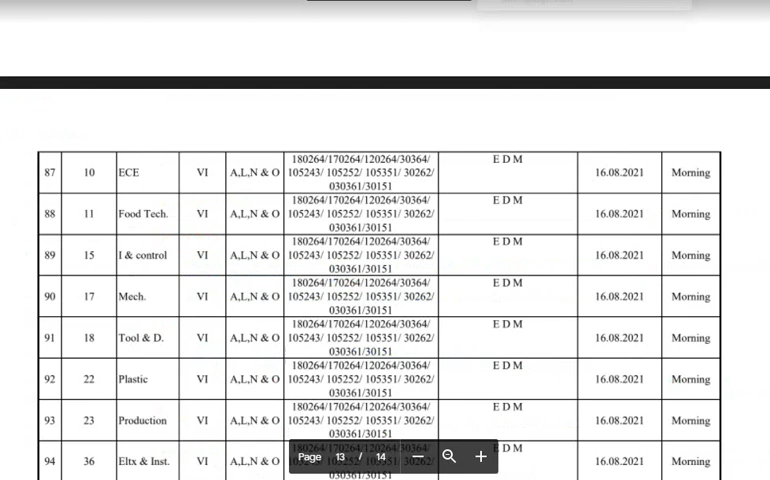 180264/170264/120264/30364/ E D M
87 10 ECE VI A,L,N & O 105243/ 105252/ 105351/ 30262/ 16.08.2021 Morning
030361/30151
180264/170264/120264/30364/ E D M
88 11 Food Tech. VI A,L,N & O 105243/ 105252/ 105351/ 30262/ 16.08.2021 Morning
030361/30151
180264/170264/120264/30364/ E D M
89 15 I & control VI A,L,N & O 105243/ 105252/ 105351/ 30262/ 16.08.2021 Morning
030361/30151
180264/170264/120264/30364/ E D M
90 17 Mech. VI A,L,N & O 105243/ 105252/ 105351/ 30262/ 16.08.2021 Morning
030361/30151
180264/170264/120264/30364/ E D M
91 18 Tool & D. VI A,L,N & O 105243/ 105252/ 105351/ 30262/ 16.08.2021 Morning
030361/30151
180264/170264/120264/30364/ E D M
92 22 Plastic VI A,L,N & O 105243/ 105252/ 105351/ 30262/ 16.08.2021 Morning
030361/30151
180264/170264/120264/30364/ E D M
93 23 Production VI A,L,N & O 105243/ 105252/ 105351/ 30262/ 16.08.2021 Morning
030361/30151
180264/170264/120264/30364/ E D M
94 36 Eltx & Inst. VI A,L,N & O 105243/ 105252/ 105351/ 30262/ 16.08.2021 Morning
030361/30151
Page 13 / 14